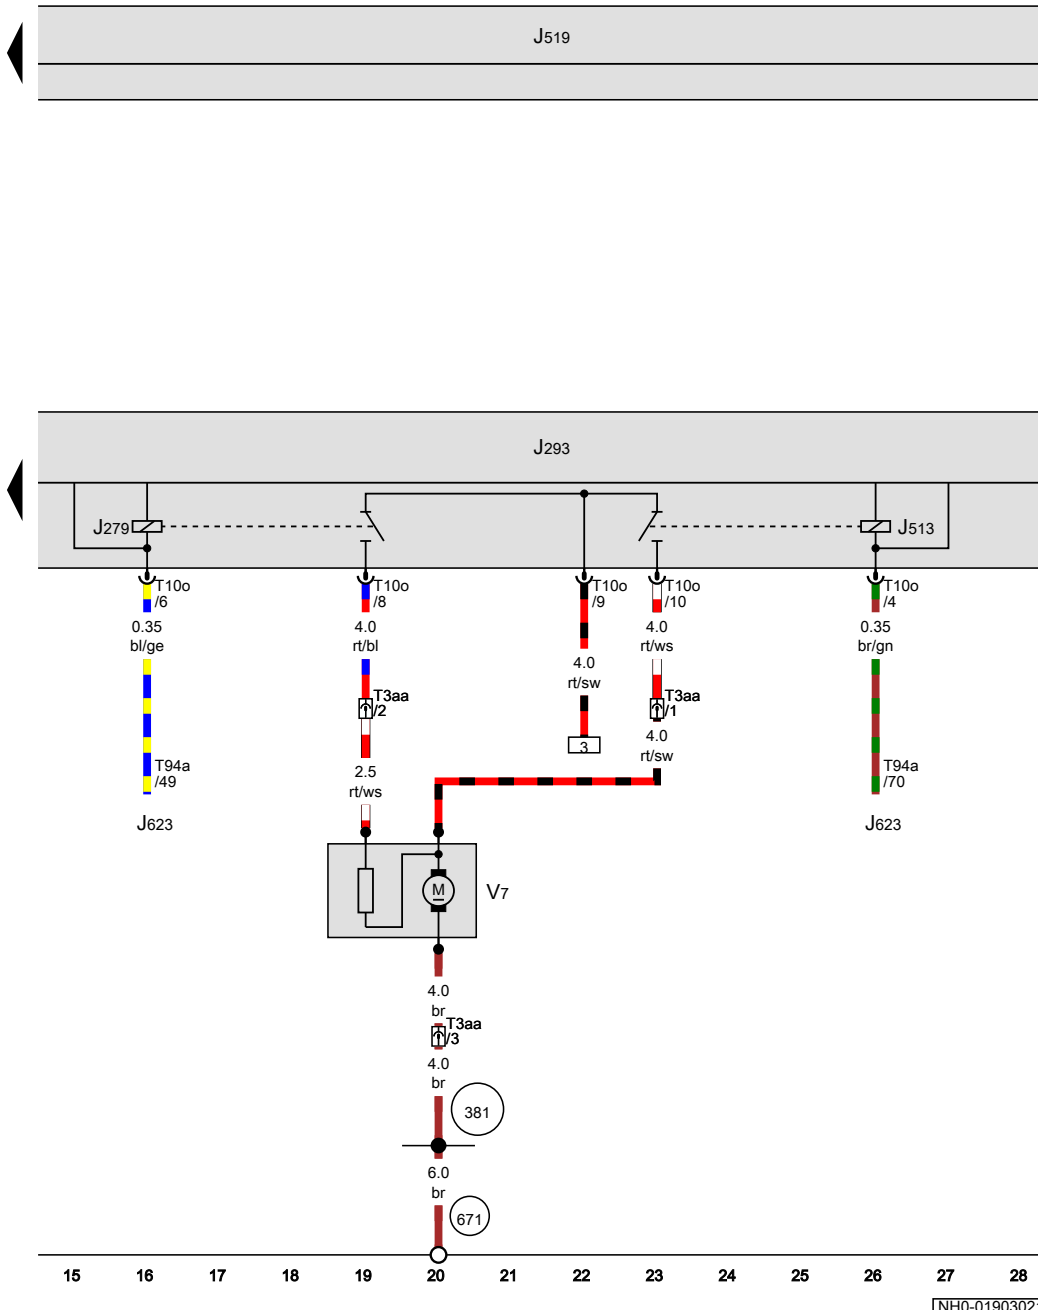 J519
J293
J279
J513
T10o
/6
T10o
/8
T10o
/9
T10o
/10
T10o
/4
0.35
bl/ge
4.0
rt/bl
4.0
rt/sw
4.0
rt/ws
0.35
br/gn
T3aa
/2
T3aa
/1
3
4.0
rt/sw
T94a
/49
2.5
rt/ws
T94a
/70
J623
J623
M
V7
4.0
br
T3aa
/3
4.0
br
381
6.0
br
671
15 16 17 18 19 20 21 22 23 24 25 26 27 28